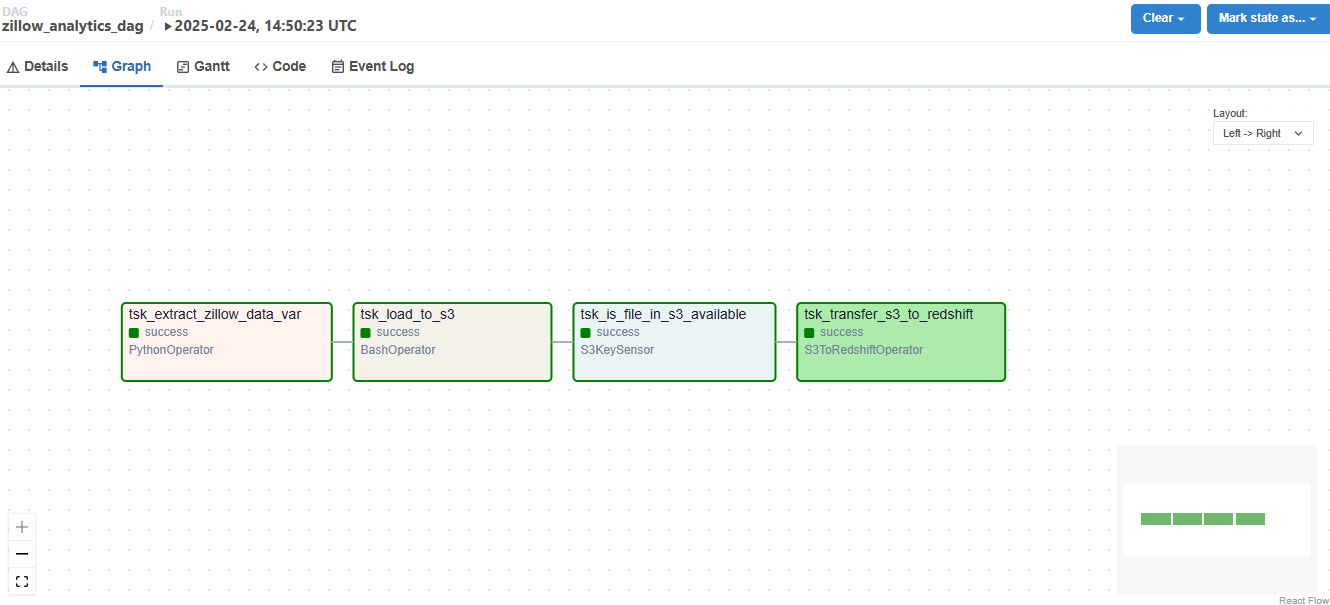 DAG
zillow_analytics_dag
/
Run
2025-02-24, 14:50:23 UTC
Clear
Mark state as...
Details
Graph
Gantt
Code
Event Log
Layout:
Left -> Right
tsk_extract_zillow_data_var
success
PythonOperator
tsk_load_to_s3
success
BashOperator
tsk_is_file_in_s3_available
success
S3KeySensor
tsk_transfer_s3_to_redshift
success
S3ToRedshiftOperator
React Flow